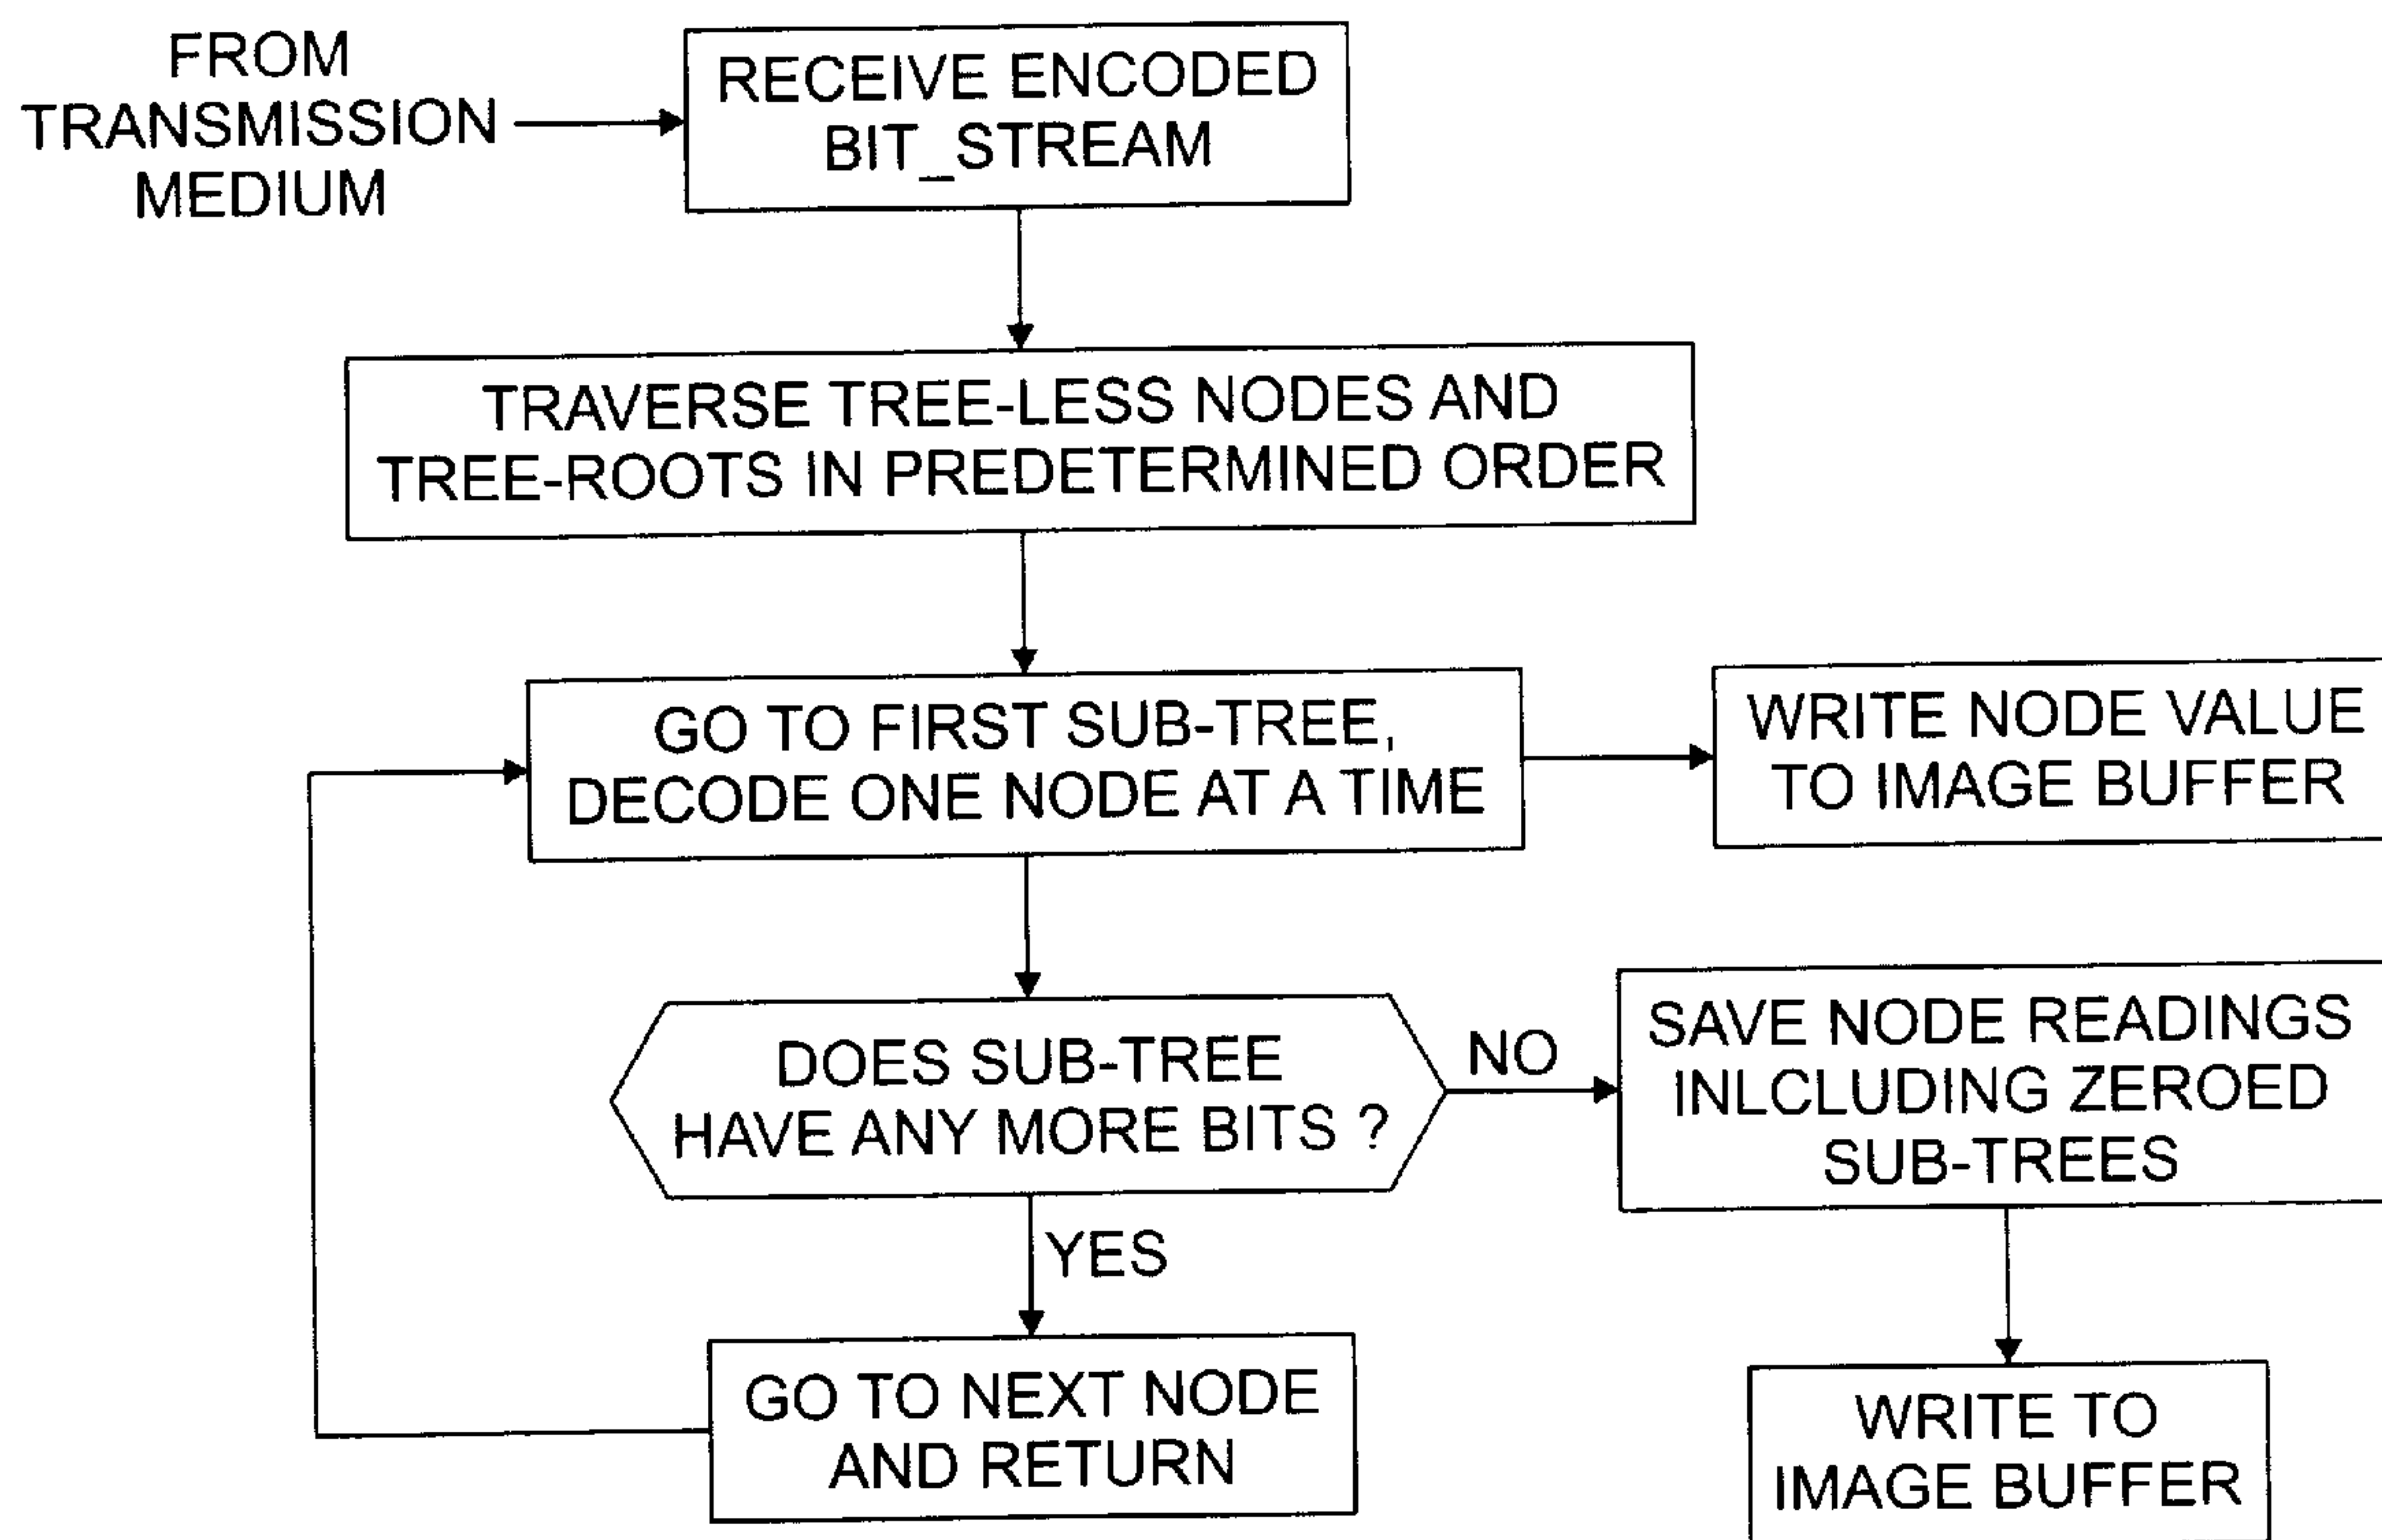 FROM
TRANSMISSION
MEDIUM
RECEIVE ENCODED
BIT_STREAM
TRAVERSE TREE-LESS NODES AND
TREE-ROOTS IN PREDETERMINED ORDER
GO TO FIRST SUB-TREE,
DECODE ONE NODE AT A TIME
WRITE NODE VALUE
TO IMAGE BUFFER
DOES SUB-TREE
HAVE ANY MORE BITS ?
NO
SAVE NODE READINGS
INLCLUDING ZEROED
SUB-TREES
YES
GO TO NEXT NODE
AND RETURN
WRITE TO
IMAGE BUFFER